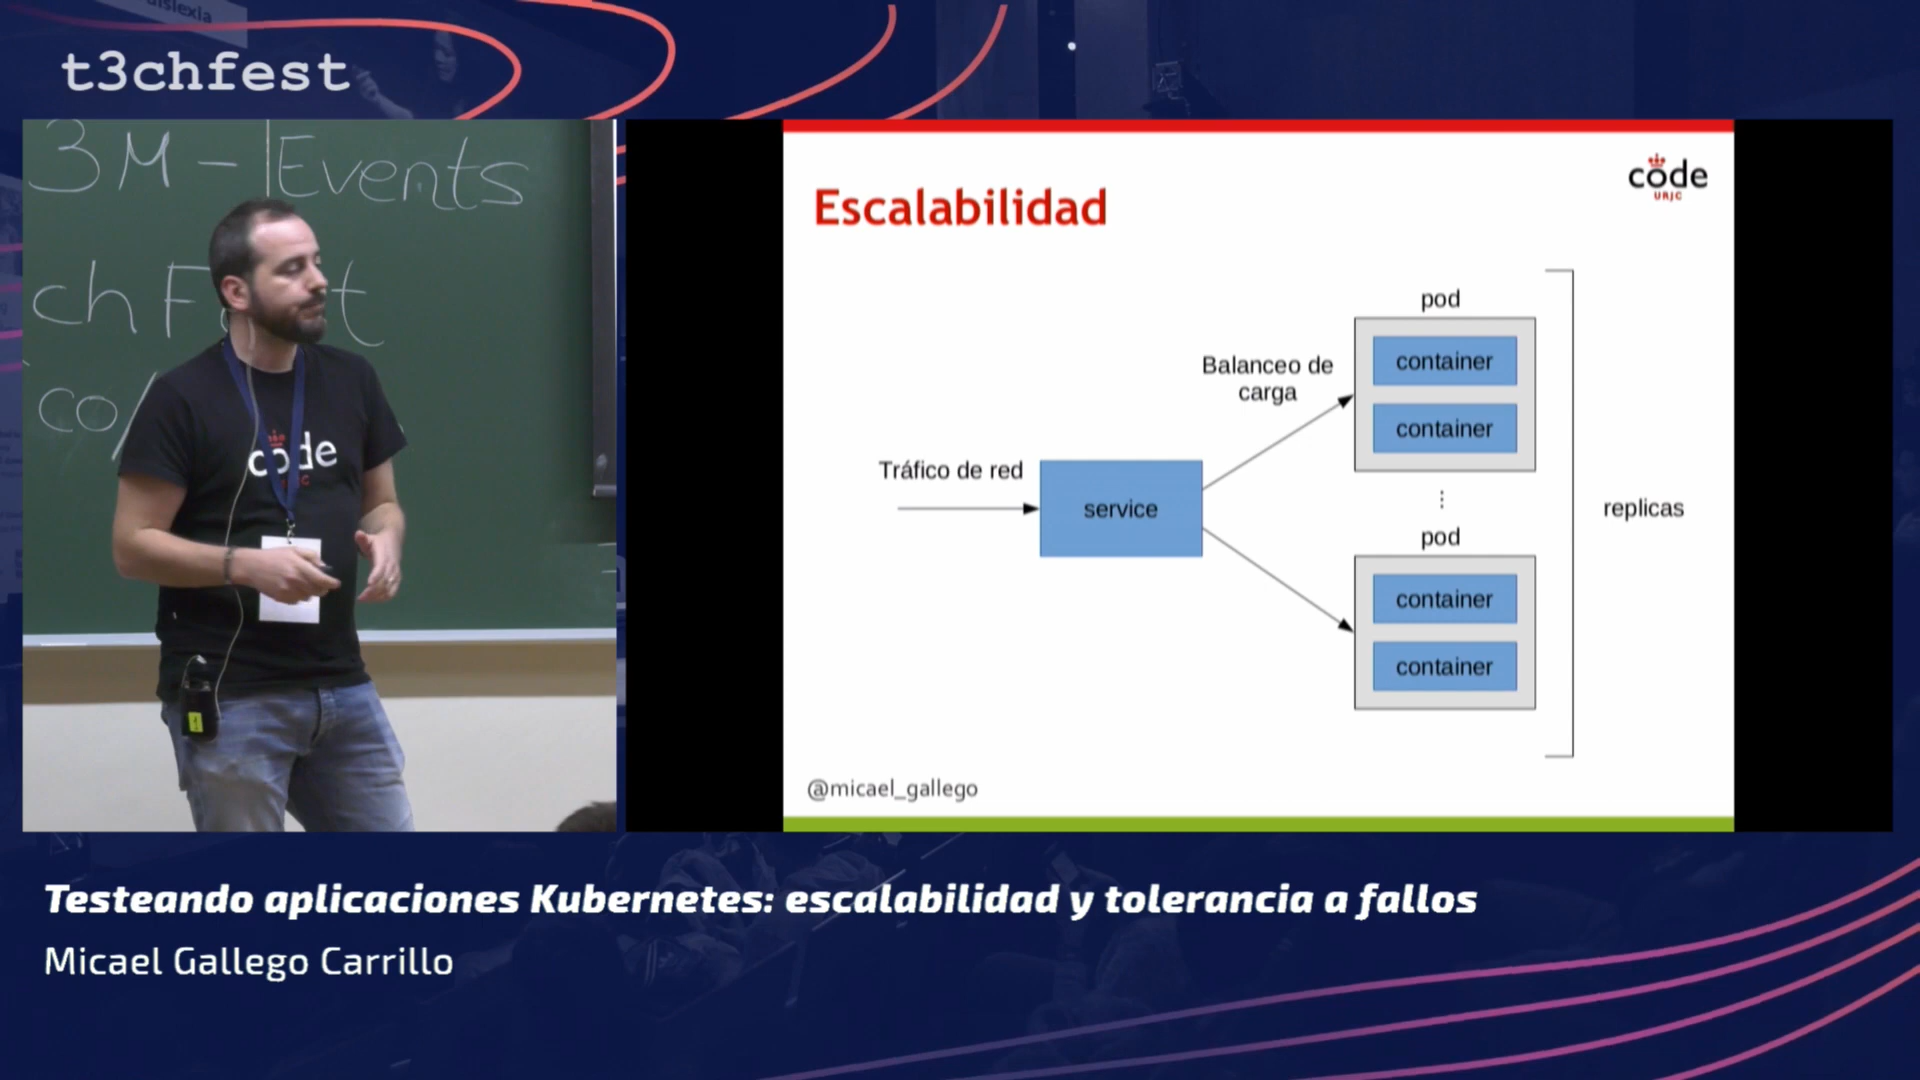 t3chfest
3M - Events
ch F t
co/
code
code
URJC
Escalabilidad
pod
container
container
Balanceo de
carga
Tráfico de red
service
⋮
pod
replicas
container
container
@micael_gallego
Testeando aplicaciones Kubernetes: escalabilidad y tolerancia a fallos
Micael Gallego Carrillo